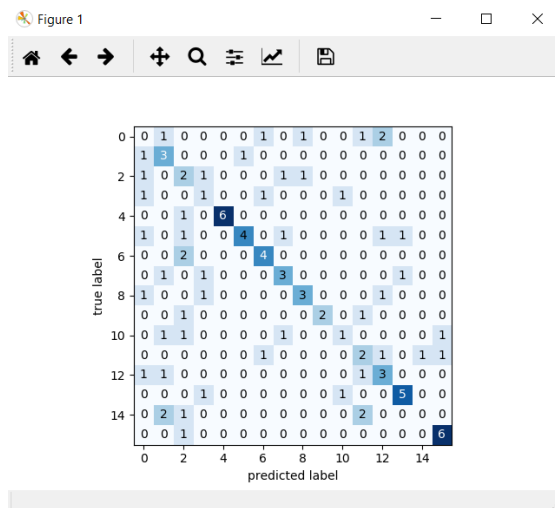 Figure 1
true label
0 0 1 0 0 0 0 1 0 1 0 0 1 2 0 0 0
1 3 0 0 0 1 0 0 0 0 0 0 0 0 0 0
2 1 0 2 1 0 0 0 1 1 0 0 0 0 0 0 0
1 0 0 1 0 0 1 0 0 0 1 0 0 0 0 0
4 0 0 1 0 6 0 0 0 0 0 0 0 0 0 0 0
1 0 1 0 0 4 0 1 0 0 0 0 1 1 0 0
6 0 0 2 0 0 0 4 0 0 0 0 0 0 0 0 0
0 1 0 1 0 0 0 3 0 0 0 0 0 1 0 0
8 1 0 0 1 0 0 0 0 3 0 0 0 1 0 0 0
0 0 1 0 0 0 0 0 0 2 0 1 0 0 0 0
10 0 1 1 0 0 0 0 1 0 0 1 0 0 0 0 1
0 0 0 0 0 0 1 0 0 0 0 2 1 0 1 1
12 1 1 0 0 0 0 0 0 0 0 0 1 3 0 0 0
0 0 0 1 0 0 0 0 0 0 1 0 0 5 0 0
14 0 2 1 0 0 0 0 0 0 0 0 2 0 0 0 0
0 0 1 0 0 0 0 0 0 0 0 0 0 0 0 6
0 2 4 6 8 10 12 14
predicted label